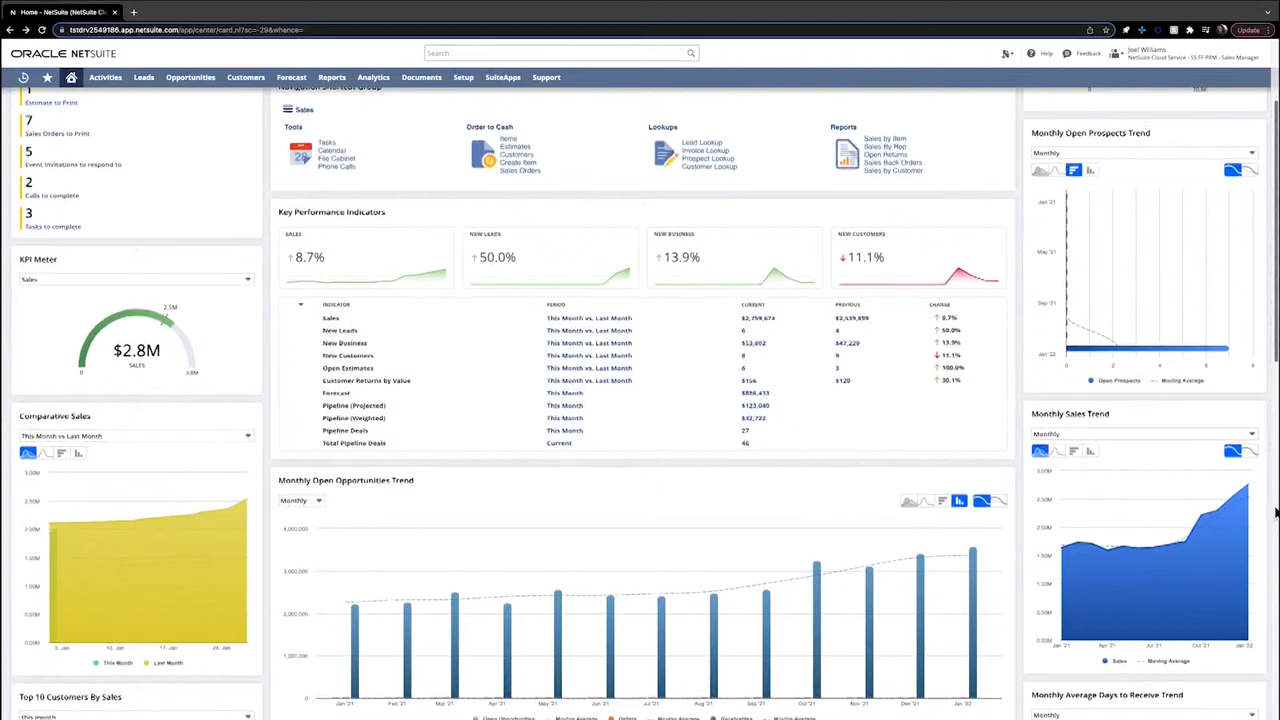 Home - NetSuite (NetSuite Cl
tstdrv2549186.app.netsuite.com/app/center/card.nl?sc=-29&whence=
Update
ORACLE NETSUITE
Search
Help
Feedback
Joel Williams
NetSuite Cloud Service - SS FF PRM - Sales Manager
Activities Leads Opportunities Customers Forecast Reports Analytics Documents Setup SuiteApps Support
1
Estimate to Print
7
Sales Orders to Print
5
Event Invitations to respond to
2
Calls to complete
3
Tasks to complete
KPI Meter
Sales
2.5M
$2.8M
SALES
0
3.8M
Comparative Sales
This Month vs Last Month
3.00M
2.50M
2.00M
1.00M
0.50M
0.00M
3. Jan
10. Jan
17. Jan
24. Jan
This Month Last Month
Top 10 Customers By Sales
this month
Navigation Shortcut Group
Sales
Tools
Tasks
Calendar
File Cabinet
Phone Calls
Order to Cash
Items
Estimates
Customers
Create Item
Sales Orders
Lookups
Lead Lookup
Invoice Lookup
Prospect Lookup
Customer Lookup
Reports
Sales by Item
Sales By Rep
Open Returns
Sales Back Orders
Sales by Customer
Key Performance Indicators
SALES
8.7%
NEW LEADS
50.0%
NEW BUSINESS
13.9%
NEW CUSTOMERS
11.1%
INDICATOR PERIOD CURRENT PREVIOUS CHANGE
Sales This Month vs. Last Month $2,759,674 $2,539,859 8.7%
New Leads This Month vs. Last Month 6 4 50.0%
New Business This Month vs. Last Month $53,802 $47,229 13.9%
New Customers This Month vs. Last Month 8 9 11.1%
Open Estimates This Month vs. Last Month 6 3 100.0%
Customer Returns by Value This Month vs. Last Month $156 $120 30.1%
Forecast This Month $886,433
Pipeline (Projected) This Month $123,040
Pipeline (Weighted) This Month $32,722
Pipeline Deals This Month 27
Total Pipeline Deals Current 46
Monthly Open Opportunities Trend
Monthly
4,000,000
3,000,000
2,000,000
1,000,000
0
Jan '21 Feb '21 Mar '21 Apr '21 May '21 Jun '21 Jul '21 Aug '21 Sep '21 Oct '21 Nov '21 Dec '21 Jan '22
Open Opportunities Moving Average Orders Moving Average Receivables Moving Average
0
Monthly Open Prospects Trend
Monthly
Jan '21
May '21
Sep '21
Jan '22
0 2 4 6 8
Open Prospects Moving Average
Monthly Sales Trend
Monthly
3.00M
2.50M
2.00M
1.50M
1.00M
0.50M
0.00M
Jan '21 Apr '21 Jul '21 Oct '21 Jan '22
Sales Moving Average
Monthly Average Days to Receive Trend
Monthly